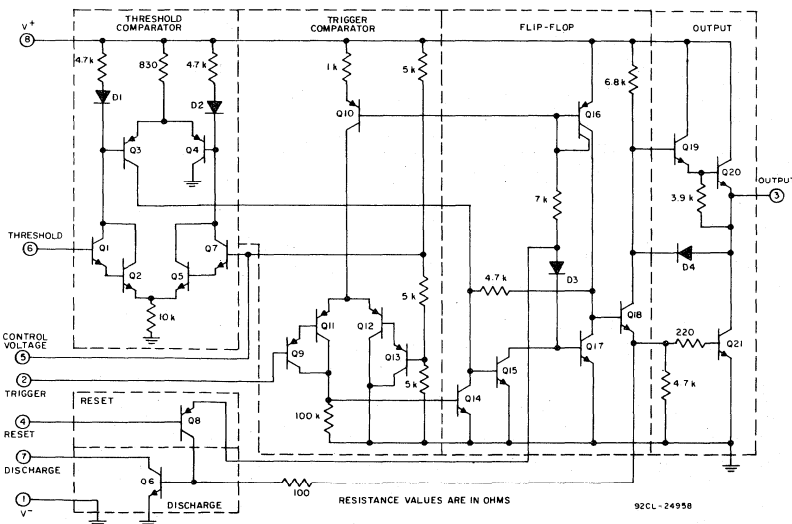 THRESHOLD
COMPARATOR
TRIGGER
COMPARATOR
FLIP-FLOP
OUTPUT
V+
8
4.7k
830
4.7k
1k
5k
6.8k
D1
D2
Q10
Q16
Q19
Q3
Q4
Q20
OUTPUT
3
7k
3.9k
THRESHOLD
6
Q1
Q7
Q2
Q5
D4
D3
4.7k
5k
10k
Q18
Q11
Q12
220
CONTROL
VOLTAGE
5
Q9
Q13
Q17
Q21
2
TRIGGER
5k
Q15
RESET
Q14
4.7k
4
RESET
Q8
100k
DISCHARGE
7
Q6
100
1
V-
DISCHARGE
RESISTANCE VALUES ARE IN OHMS
92CL-24958